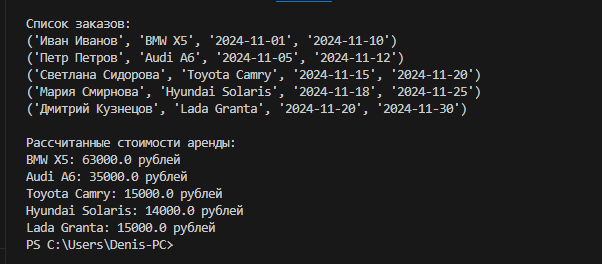 Список заказов:
('Иван Иванов', 'BMW X5', '2024-11-01', '2024-11-10')
('Петр Петров', 'Audi A6', '2024-11-05', '2024-11-12')
('Светлана Сидорова', 'Toyota Camry', '2024-11-15', '2024-11-20')
('Мария Смирнова', 'Hyundai Solaris', '2024-11-18', '2024-11-25')
('Дмитрий Кузнецов', 'Lada Granta', '2024-11-20', '2024-11-30')
Рассчитанные стоимости аренды:
BMW X5: 63000.0 рублей
Audi A6: 35000.0 рублей
Toyota Camry: 15000.0 рублей
Hyundai Solaris: 14000.0 рублей
Lada Granta: 15000.0 рублей
PS C:\Users\Denis-PC>